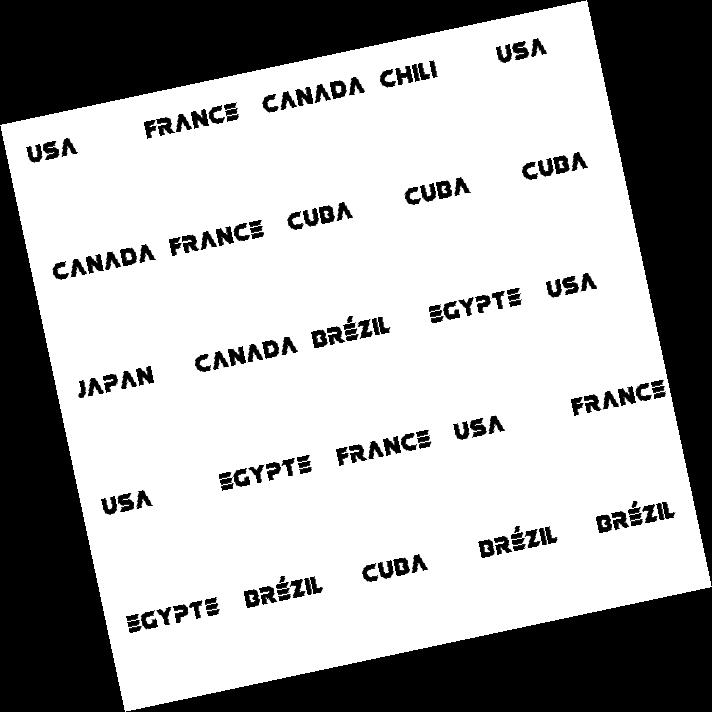 USA FRANCE CANADA CHILI USA
CANADA FRANCE CUBA CUBA CUBA
JAPAN CANADA BRÉZIL EGYPTE USA
USA EGYPTE FRANCE USA FRANCE
EGYPTE BRÉZIL CUBA BRÉZIL BRÉZIL